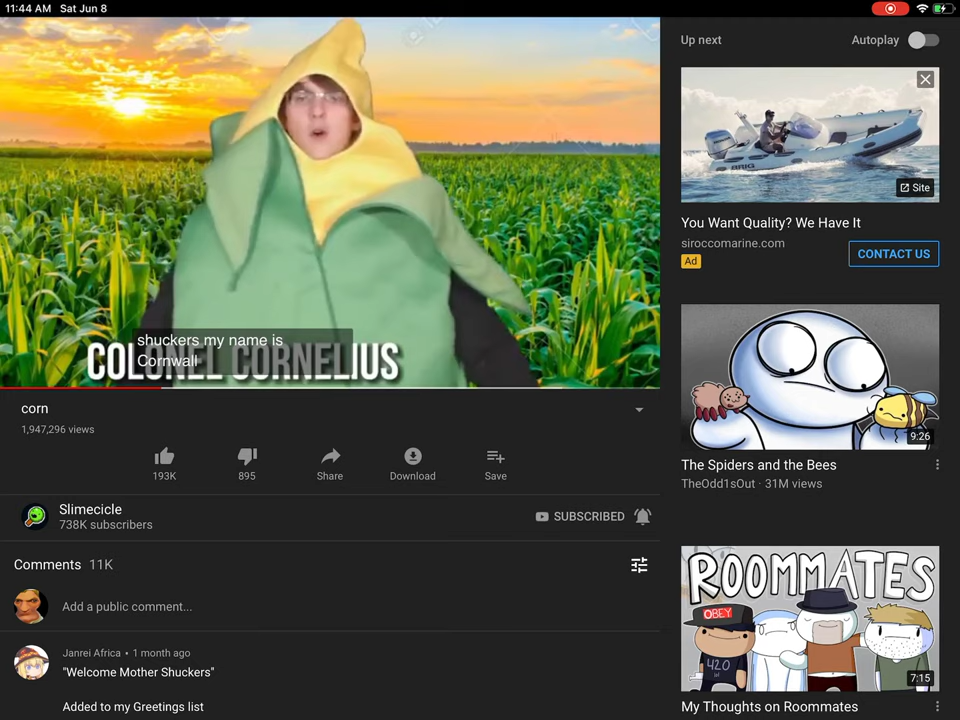 11:44 AM Sat Jun 8
shuckers my name is
Cornwall
COLONEL CORNELIUS
corn
1,947,296 views
193K
895
Share
Download
Save
Slimecicle
738K subscribers
SUBSCRIBED
Comments 11K
Add a public comment...
Janrei Africa • 1 month ago
"Welcome Mother Shuckers"
Added to my Greetings list
Up next
Autoplay
BRIG
Site
You Want Quality? We Have It
siroccomarine.com
Ad
CONTACT US
9:26
The Spiders and the Bees
TheOdd1sOut · 31M views
ROOMMATES
OBEY
420
7:15
My Thoughts on Roommates